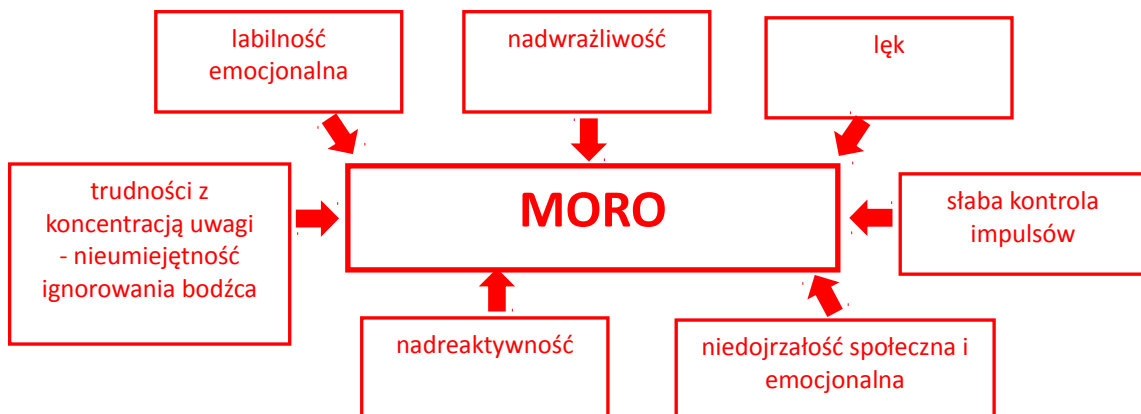 labilność
emocjonalna
nadwrażliwość
lęk
trudności z
koncentracją uwagi
- nieumiejętność
ignorowania bodźca
MORO
słaba kontrola
impulsów
nadreaktywność
niedojrzałość społeczna i
emocjonalna